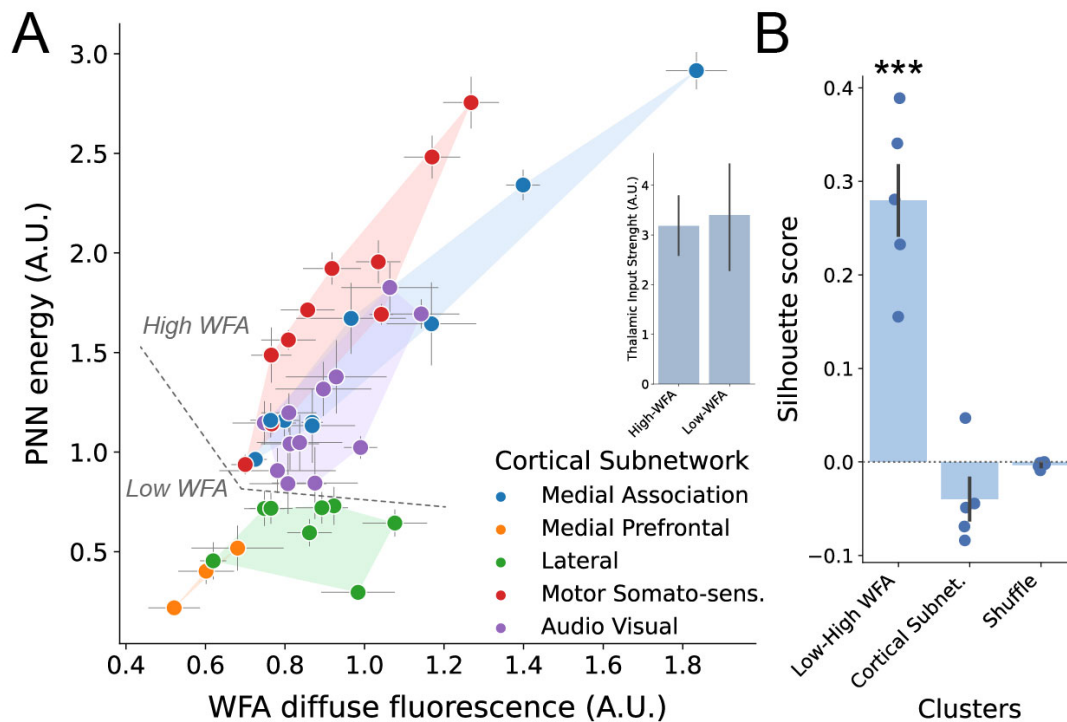 A
PNN energy (A.U.)
3.0
2.5
2.0
1.5
1.0
0.5
High WFA
Low WFA
Thalamic Input Strenght (A.U.)
4
3
2
1
0
High-WFA
Low-WFA
Cortical Subnetwork
Medial Association
Medial Prefrontal
Lateral
Motor Somato-sens.
Audio Visual
0.4 0.6 0.8 1.0 1.2 1.4 1.6 1.8
WFA diffuse fluorescence (A.U.)
B
***
Silhouette score
0.4
0.3
0.2
0.1
0.0
−0.1
Low-High WFA
Cortical Subnet.
Shuffle
Clusters